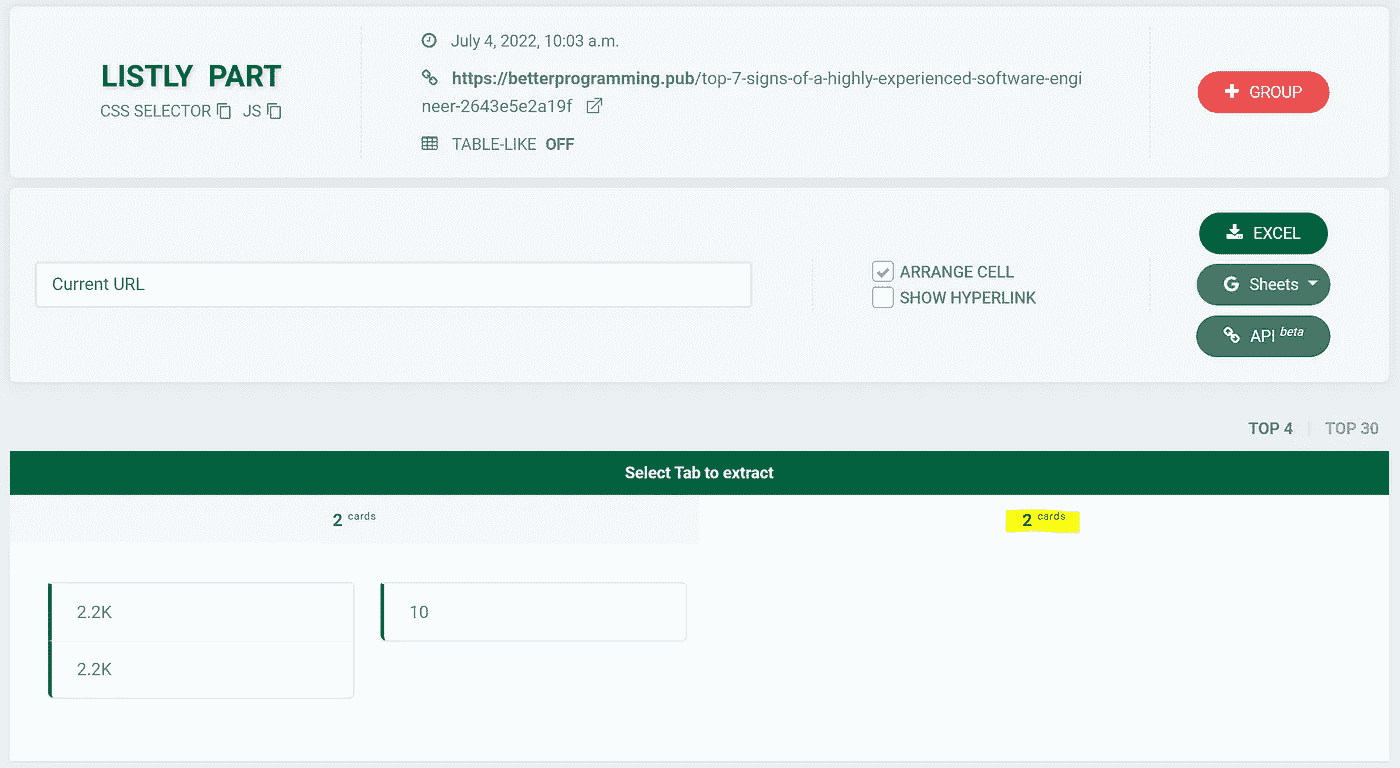 LISTLY PART
CSS SELECTOR JS
July 4, 2022, 10:03 a.m.
https://betterprogramming.pub/top-7-signs-of-a-highly-experienced-software-engi
neer-2643e5e2a19f
TABLE-LIKE OFF
+ GROUP
Current URL
ARRANGE CELL
SHOW HYPERLINK
EXCEL
G Sheets
API beta
TOP 4 | TOP 30
Select Tab to extract
2 cards
2 cards
2.2K
2.2K
10